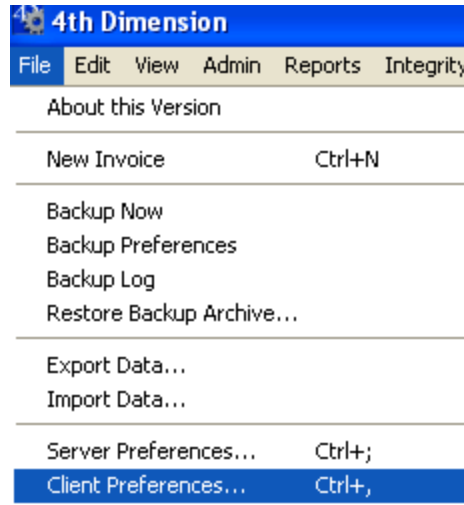 4th Dimension
File Edit View Admin Reports Integrity
About this Version
New Invoice Ctrl+N
Backup Now
Backup Preferences
Backup Log
Restore Backup Archive...
Export Data...
Import Data...
Server Preferences... Ctrl+;
Client Preferences... Ctrl+,